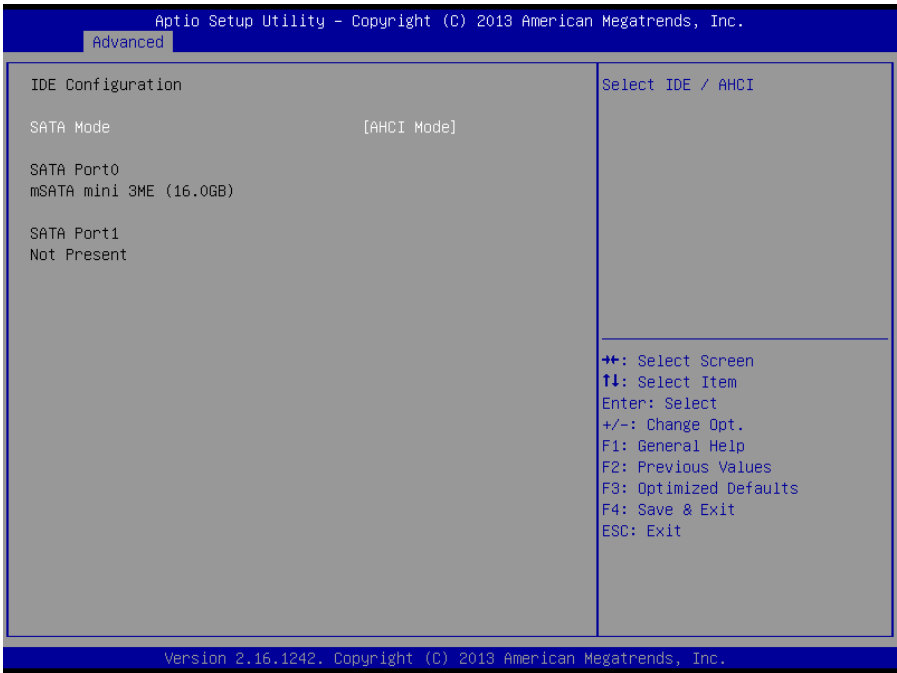 Aptio Setup Utility – Copyright (C) 2013 American Megatrends, Inc.
Advanced
IDE Configuration
SATA Mode [AHCI Mode]
SATA Port0
mSATA mini 3ME (16.0GB)
SATA Port1
Not Present
Select IDE / AHCI
→←: Select Screen
↑↓: Select Item
Enter: Select
+/-: Change Opt.
F1: General Help
F2: Previous Values
F3: Optimized Defaults
F4: Save & Exit
ESC: Exit
Version 2.16.1242. Copyright (C) 2013 American Megatrends, Inc.